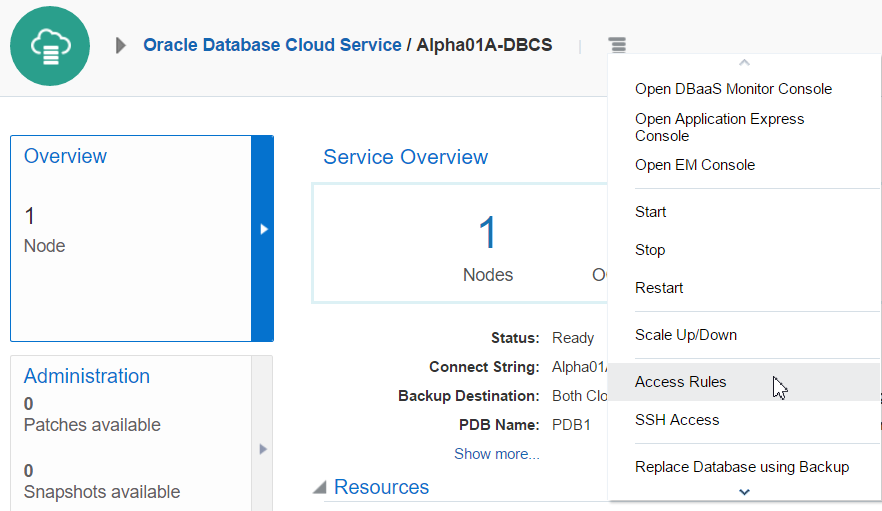 Oracle Database Cloud Service / Alpha01A-DBCS
Open DBaaS Monitor Console
Open Application Express
Console
Open EM Console
Start
Stop
Restart
Scale Up/Down
Access Rules
SSH Access
Replace Database using Backup
Overview
1
Node
Administration
0
Patches available
0
Snapshots available
Service Overview
1
Nodes
Status: Ready
Connect String: Alpha01
Backup Destination: Both Clo
PDB Name: PDB1
Show more...
Resources